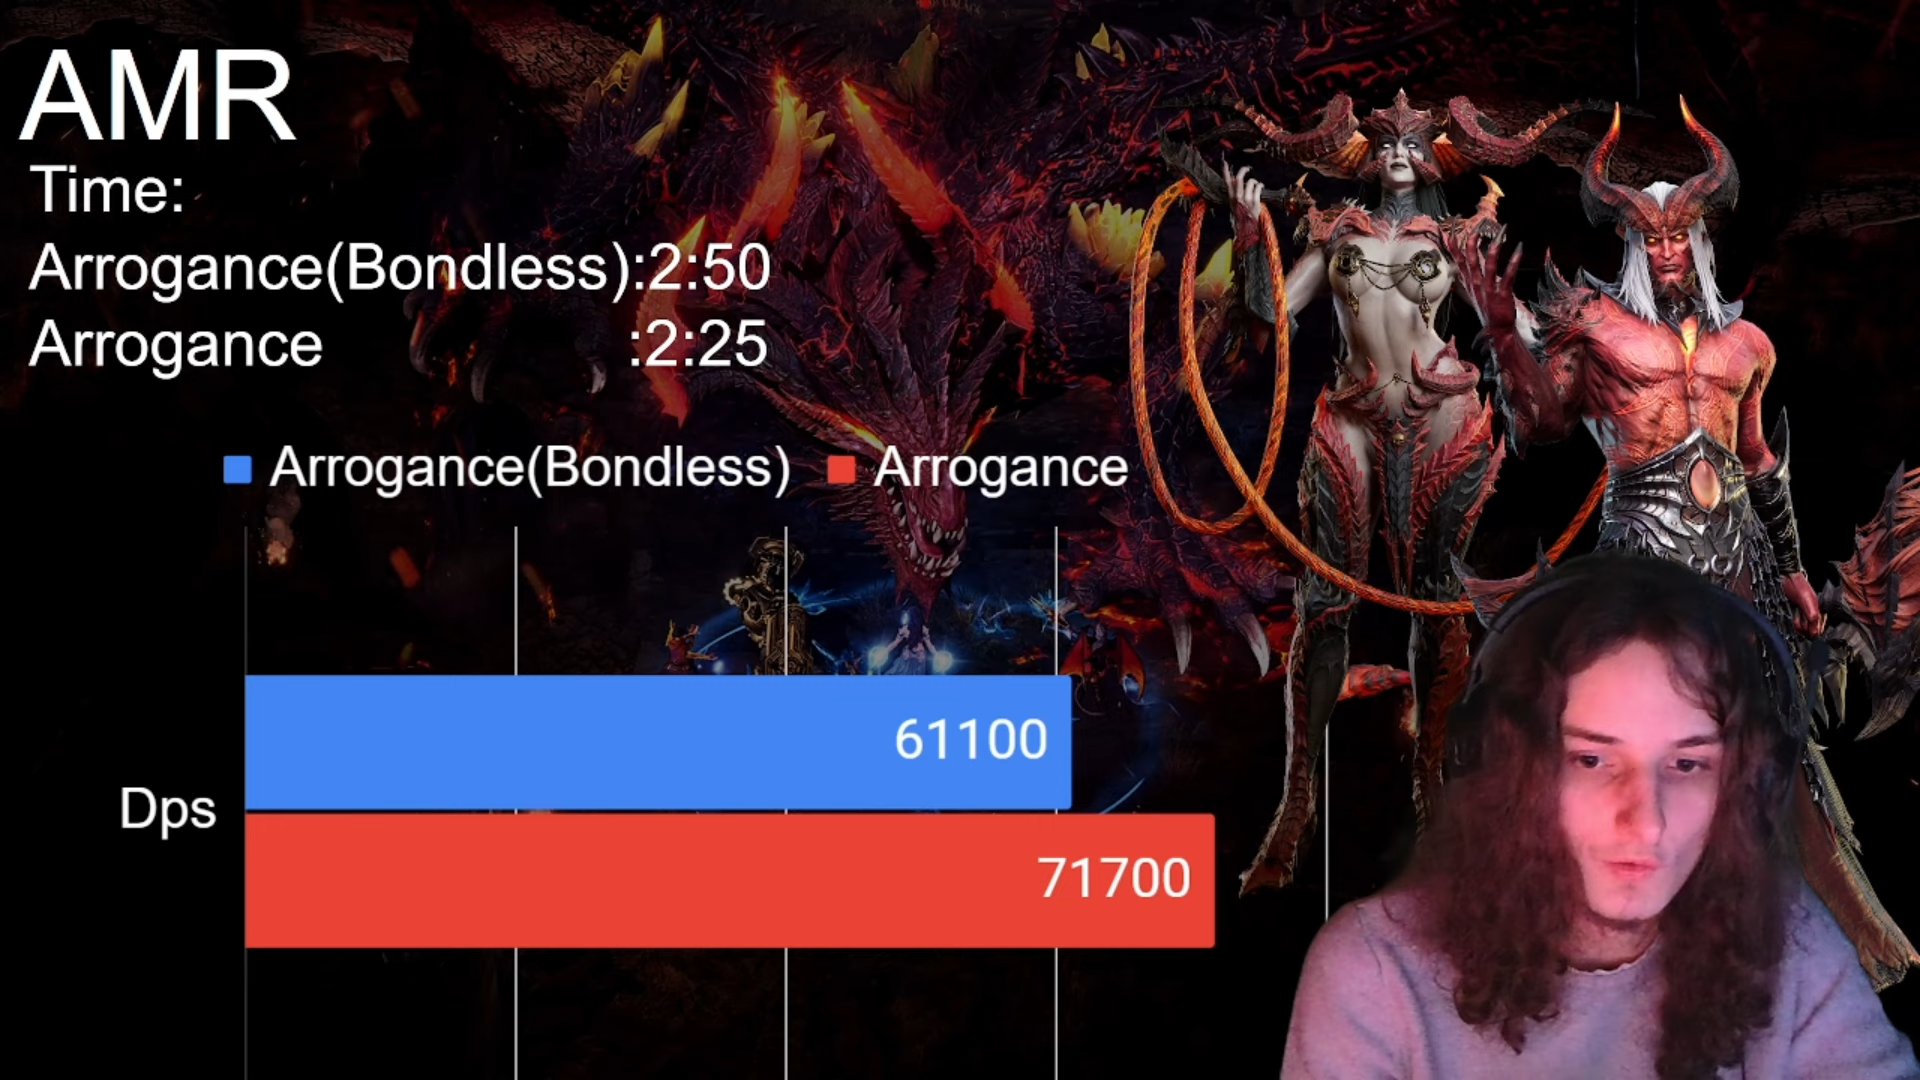 AMR
Time:
Arrogance(Bondless):2:50
Arrogance :2:25
Arrogance(Bondless) Arrogance
61100
Dps
71700